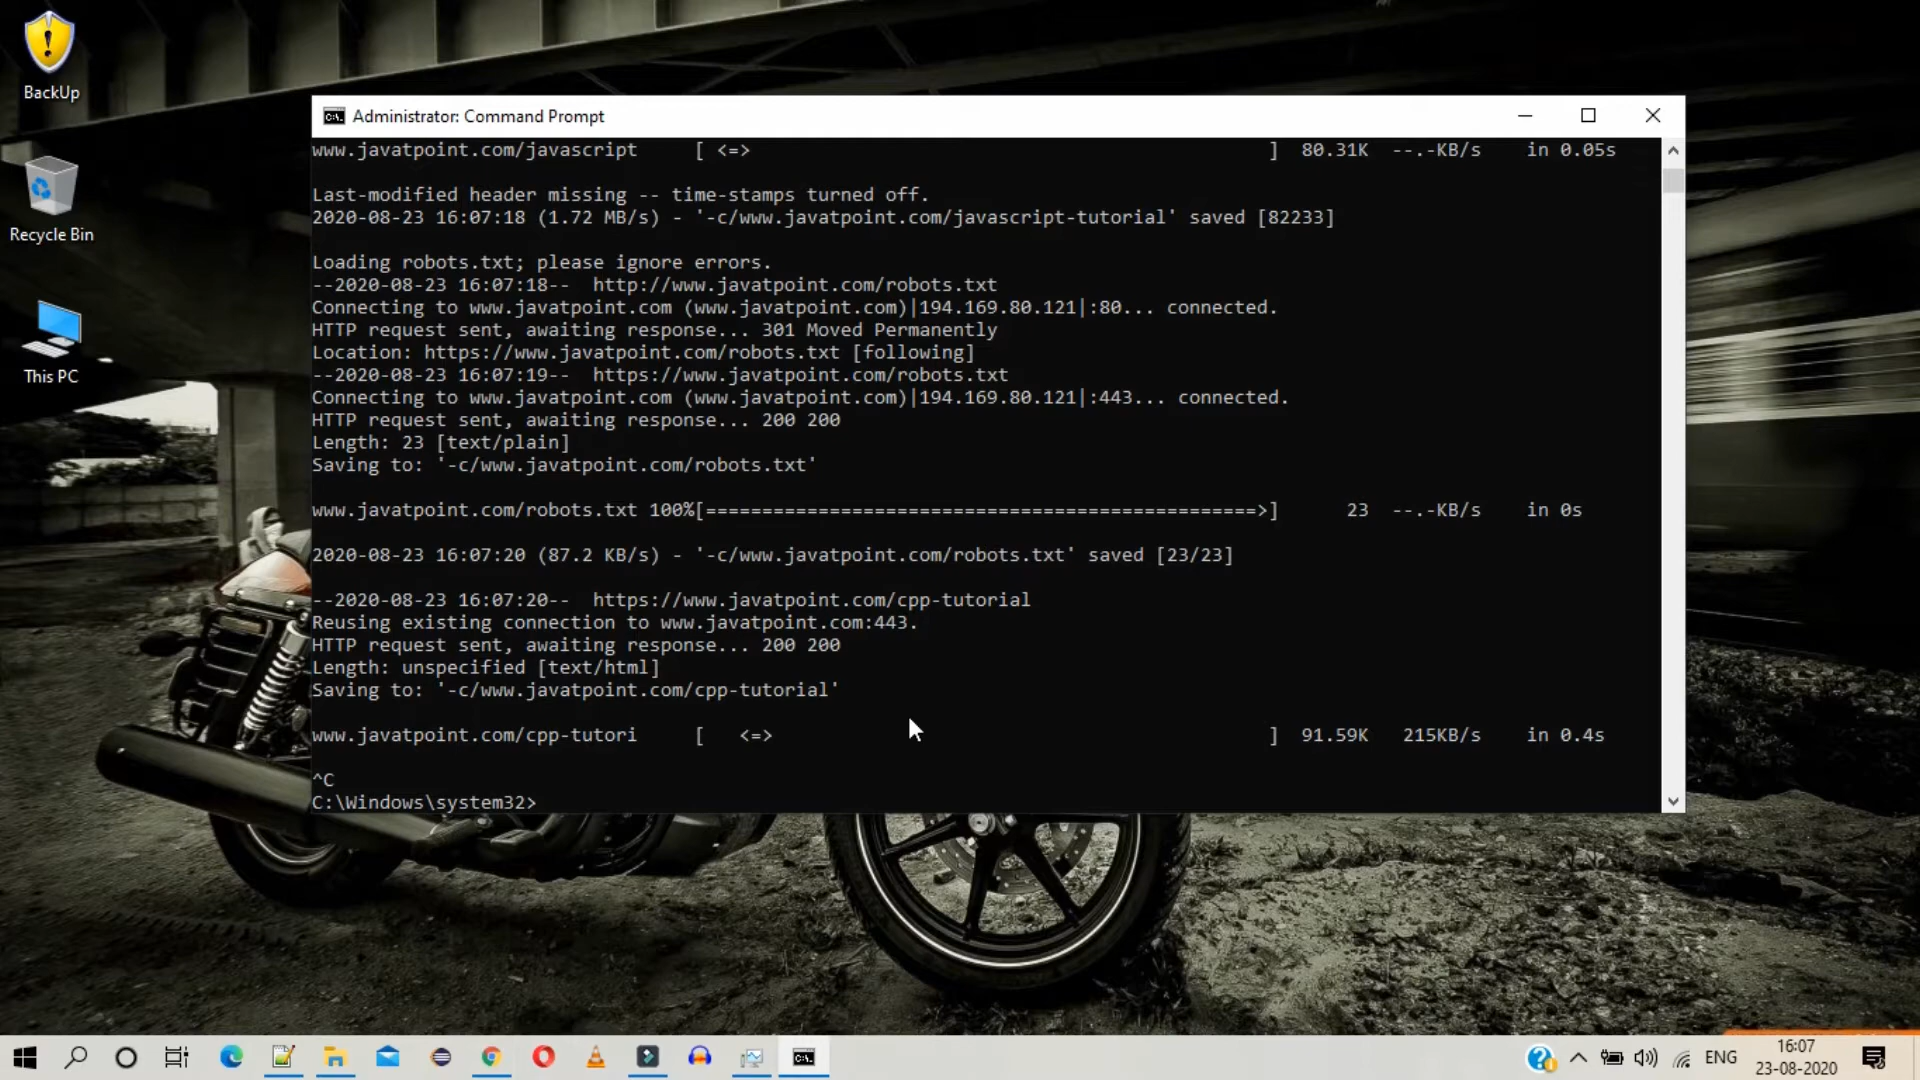 BackUp
Recycle Bin
This PC
Administrator: Command Prompt
www.javatpoint.com/javascript [ <=> ] 80.31K --.-KB/s in 0.05s
Last-modified header missing -- time-stamps turned off.
2020-08-23 16:07:18 (1.72 MB/s) - '-c/www.javatpoint.com/javascript-tutorial' saved [82233]
Loading robots.txt; please ignore errors.
--2020-08-23 16:07:18-- http://www.javatpoint.com/robots.txt
Connecting to www.javatpoint.com (www.javatpoint.com)|194.169.80.121|:80... connected.
HTTP request sent, awaiting response... 301 Moved Permanently
Location: https://www.javatpoint.com/robots.txt [following]
--2020-08-23 16:07:19-- https://www.javatpoint.com/robots.txt
Connecting to www.javatpoint.com (www.javatpoint.com)|194.169.80.121|:443... connected.
HTTP request sent, awaiting response... 200 200
Length: 23 [text/plain]
Saving to: '-c/www.javatpoint.com/robots.txt'
www.javatpoint.com/robots.txt 100%[=================================================>] 23 --.-KB/s in 0s
2020-08-23 16:07:20 (87.2 KB/s) - '-c/www.javatpoint.com/robots.txt' saved [23/23]
--2020-08-23 16:07:20-- https://www.javatpoint.com/cpp-tutorial
Reusing existing connection to www.javatpoint.com:443.
HTTP request sent, awaiting response... 200 200
Length: unspecified [text/html]
Saving to: '-c/www.javatpoint.com/cpp-tutorial'
www.javatpoint.com/cpp-tutori [ <=> ] 91.59K 215KB/s in 0.4s
^C
C:\Windows\system32>
ENG
16:07
23-08-2020